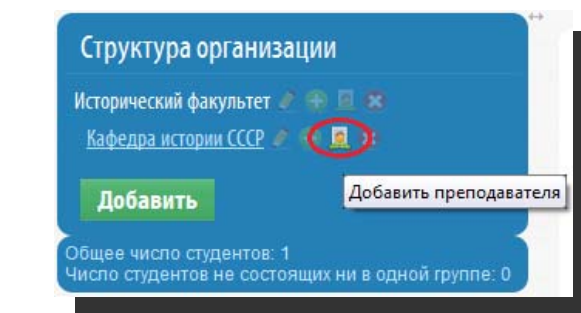 Структура организации
Исторический факультет
Кафедра истории СССР
Добавить преподавателя
Добавить
Общее число студентов: 1
Число студентов не состоящих ни в одной группе: 0